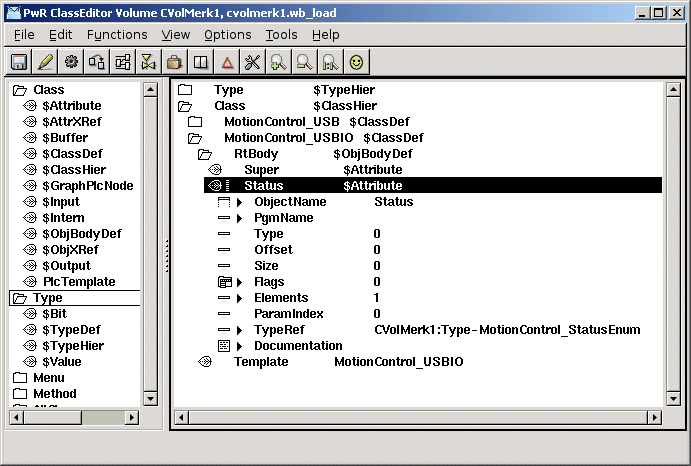 PwR ClassEditor Volume CVolMerk1, cvolmerk1.wb_load
File Edit Functions View Options Tools Help
Class
$Attribute
$AttrXRef
$Buffer
$ClassDef
$ClassHier
$GraphPlcNode
$Input
$Intern
$ObjBodyDef
$ObjXRef
$Output
PlcTemplate
Type
$Bit
$TypeDef
$TypeHier
$Value
Menu
Method
Type $TypeHier
Class $ClassHier
MotionControl_USB $ClassDef
MotionControl_USBIO $ClassDef
RtBody $ObjBodyDef
Super $Attribute
Status $Attribute
ObjectName Status
PgmName
Type 0
Offset 0
Size 0
Flags 0
Elements 1
ParamIndex 0
TypeRef CVolMerk1:Type-MotionControl_StatusEnum
Documentation
Template MotionControl_USBIO